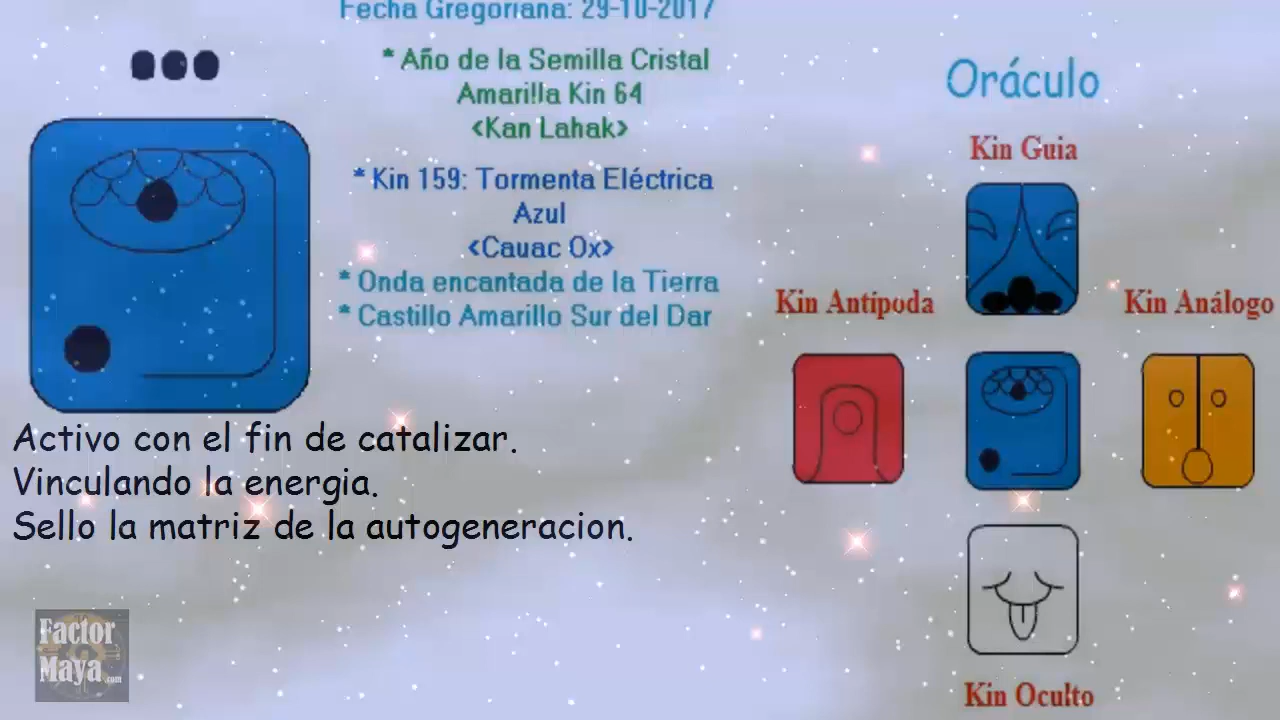 Fecha Gregoriana: 29-10-2017
* Año de la Semilla Cristal
Amarilla Kin 64
<Kan Lahak>
* Kin 159: Tormenta Eléctrica
Azul
<Cauac Ox>
* Onda encantada de la Tierra
* Castillo Amarillo Sur del Dar
Activo con el fin de catalizar.
Vinculando la energia.
Sello la matriz de la autogeneracion.
Factor
Maya.com
Oráculo
Kin Guia
Kin Antípoda
Kin Análogo
Kin Oculto